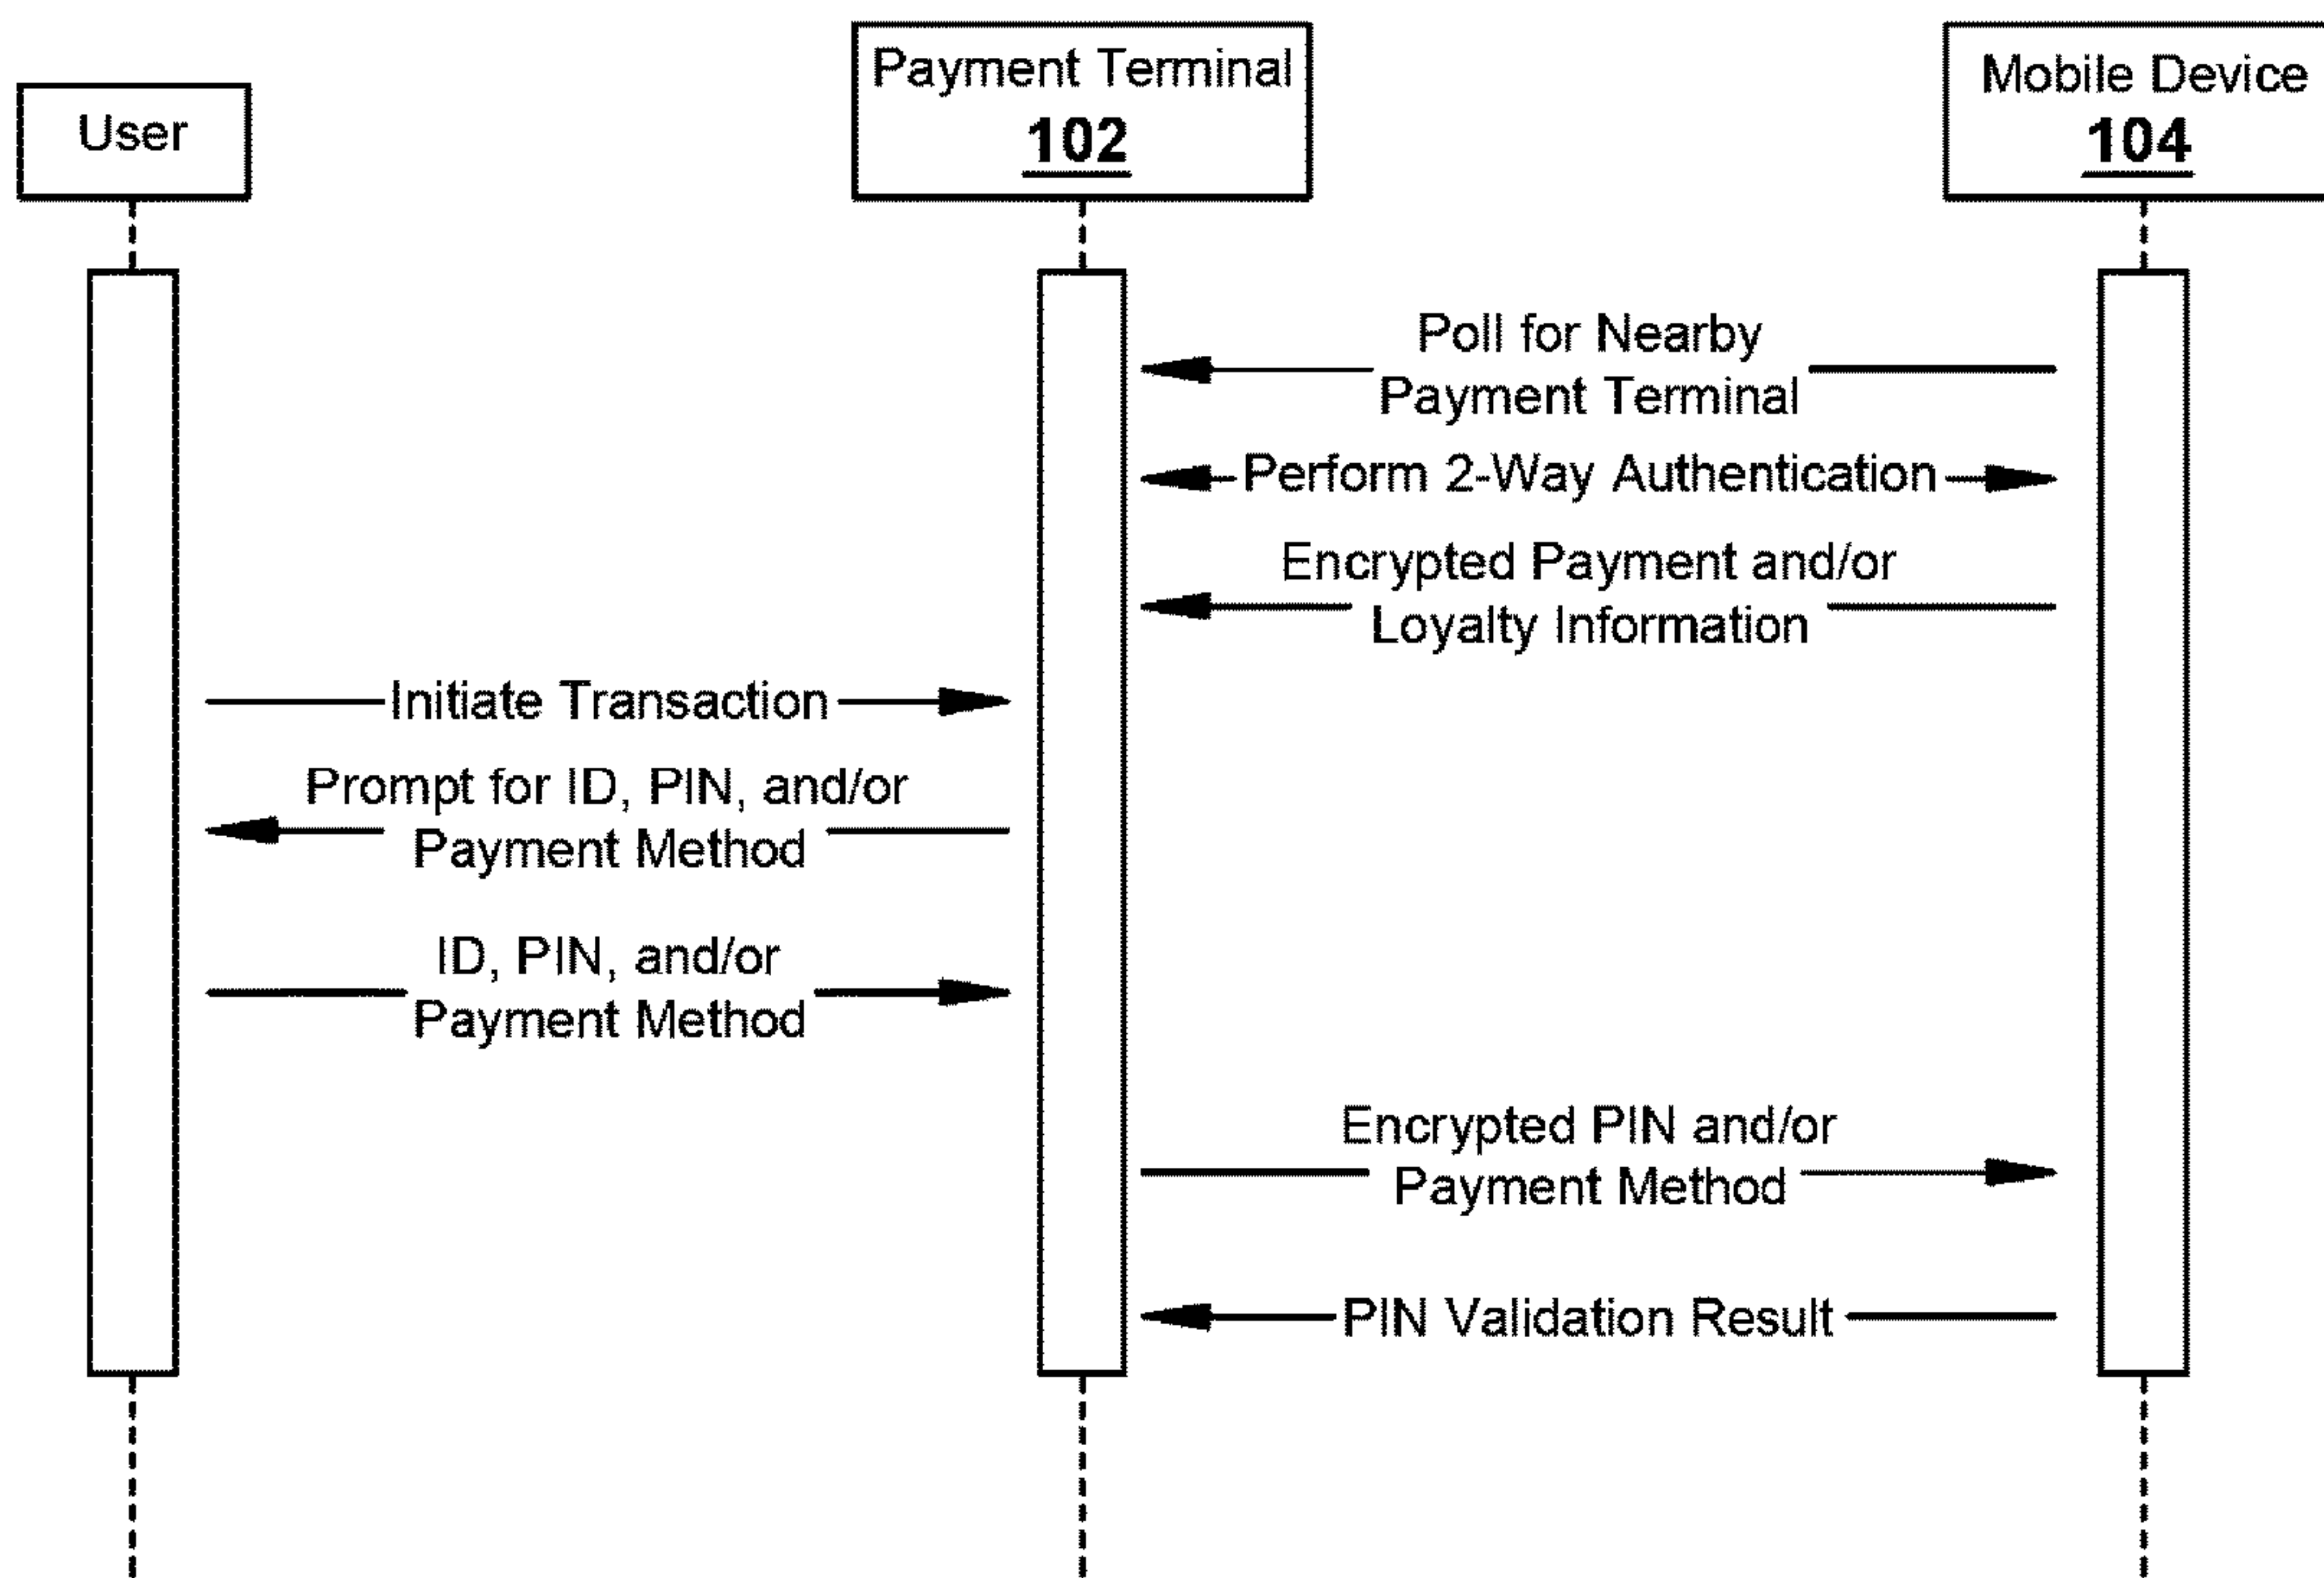 User
Payment Terminal
102
Mobile Device
104
Poll for Nearby
Payment Terminal
Perform 2-Way Authentication
Encrypted Payment and/or
Loyalty Information
Initiate Transaction
Prompt for ID, PIN, and/or
Payment Method
ID, PIN, and/or
Payment Method
Encrypted PIN and/or
Payment Method
PIN Validation Result